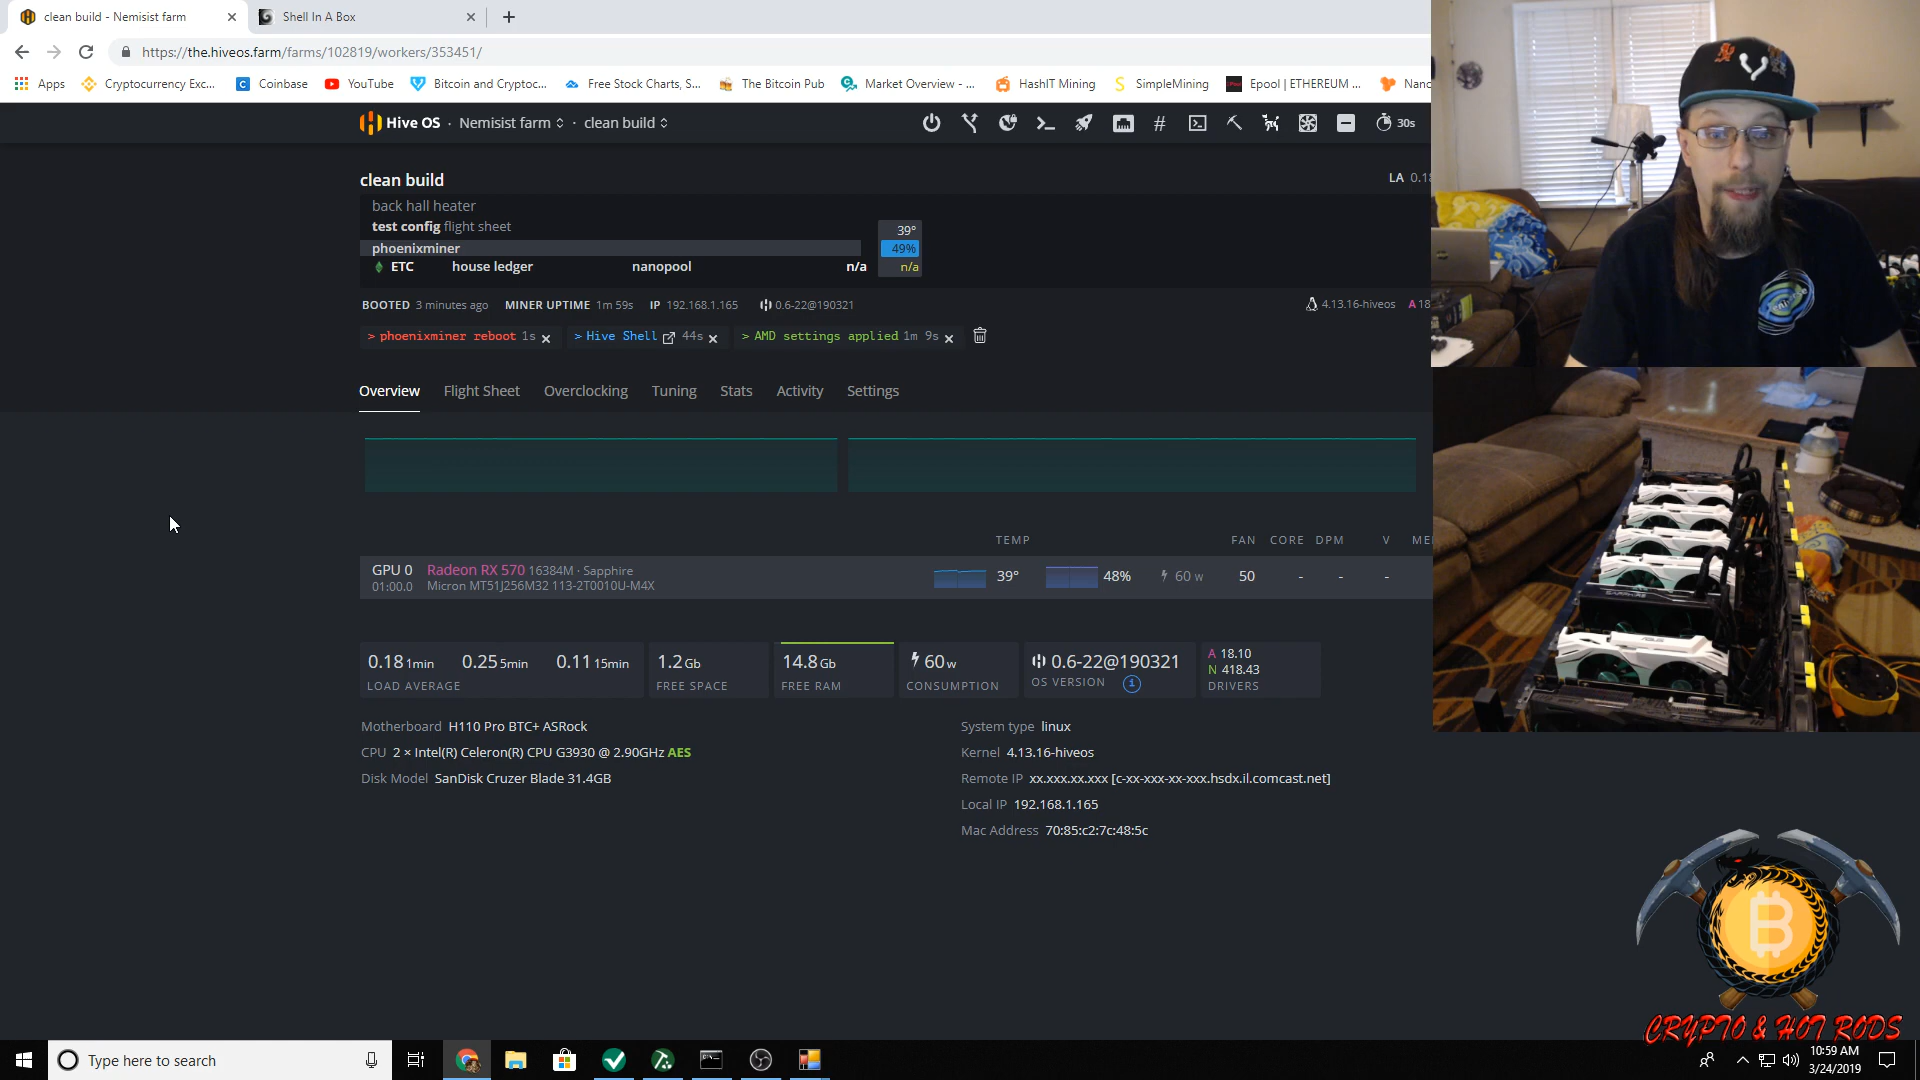 clean build - Nemisist farm
Shell In A Box
https://the.hiveos.farm/farms/102819/workers/353451/
Apps
Cryptocurrency Exc...
Coinbase
YouTube
Bitcoin and Cryptoc...
Free Stock Charts, S...
The Bitcoin Pub
Market Overview - ...
HashIT Mining
SimpleMining
Epool | ETHEREUM ...
Nano
Hive OS · Nemisist farm · clean build
30s
clean build
LA 0.18
back hall heater
test config flight sheet
39°
phoenixminer
49%
ETC house ledger nanopool n/a n/a
BOOTED 3 minutes ago MINER UPTIME 1m 59s IP 192.168.1.165 0.6-22@190321
4.13.16-hiveos A 18
> phoenixminer reboot 1s x > Hive Shell 44s x > AMD settings applied 1m 9s x
Overview Flight Sheet Overclocking Tuning Stats Activity Settings
TEMP FAN CORE DPM V ME
GPU 0 Radeon RX 570 16384M · Sapphire 39° 48% 60 w 50 - - -
01:00.0 Micron MT51J256M32 113-2T0010U-M4X
0.18 1min 0.25 5min 0.11 15min
LOAD AVERAGE
1.2 Gb
FREE SPACE
14.8 Gb
FREE RAM
60 w
CONSUMPTION
0.6-22@190321
OS VERSION
A 18.10
N 418.43
DRIVERS
Motherboard H110 Pro BTC+ ASRock
CPU 2 × Intel(R) Celeron(R) CPU G3930 @ 2.90GHz AES
Disk Model SanDisk Cruzer Blade 31.4GB
System type linux
Kernel 4.13.16-hiveos
Remote IP xx.xxx.xx.xxx [c-xx-xxx-xx-xxx.hsdx.il.comcast.net]
Local IP 192.168.1.165
Mac Address 70:85:c2:7c:48:5c
CRYPTO & HOT RODS
Type here to search
10:59 AM
3/24/2019